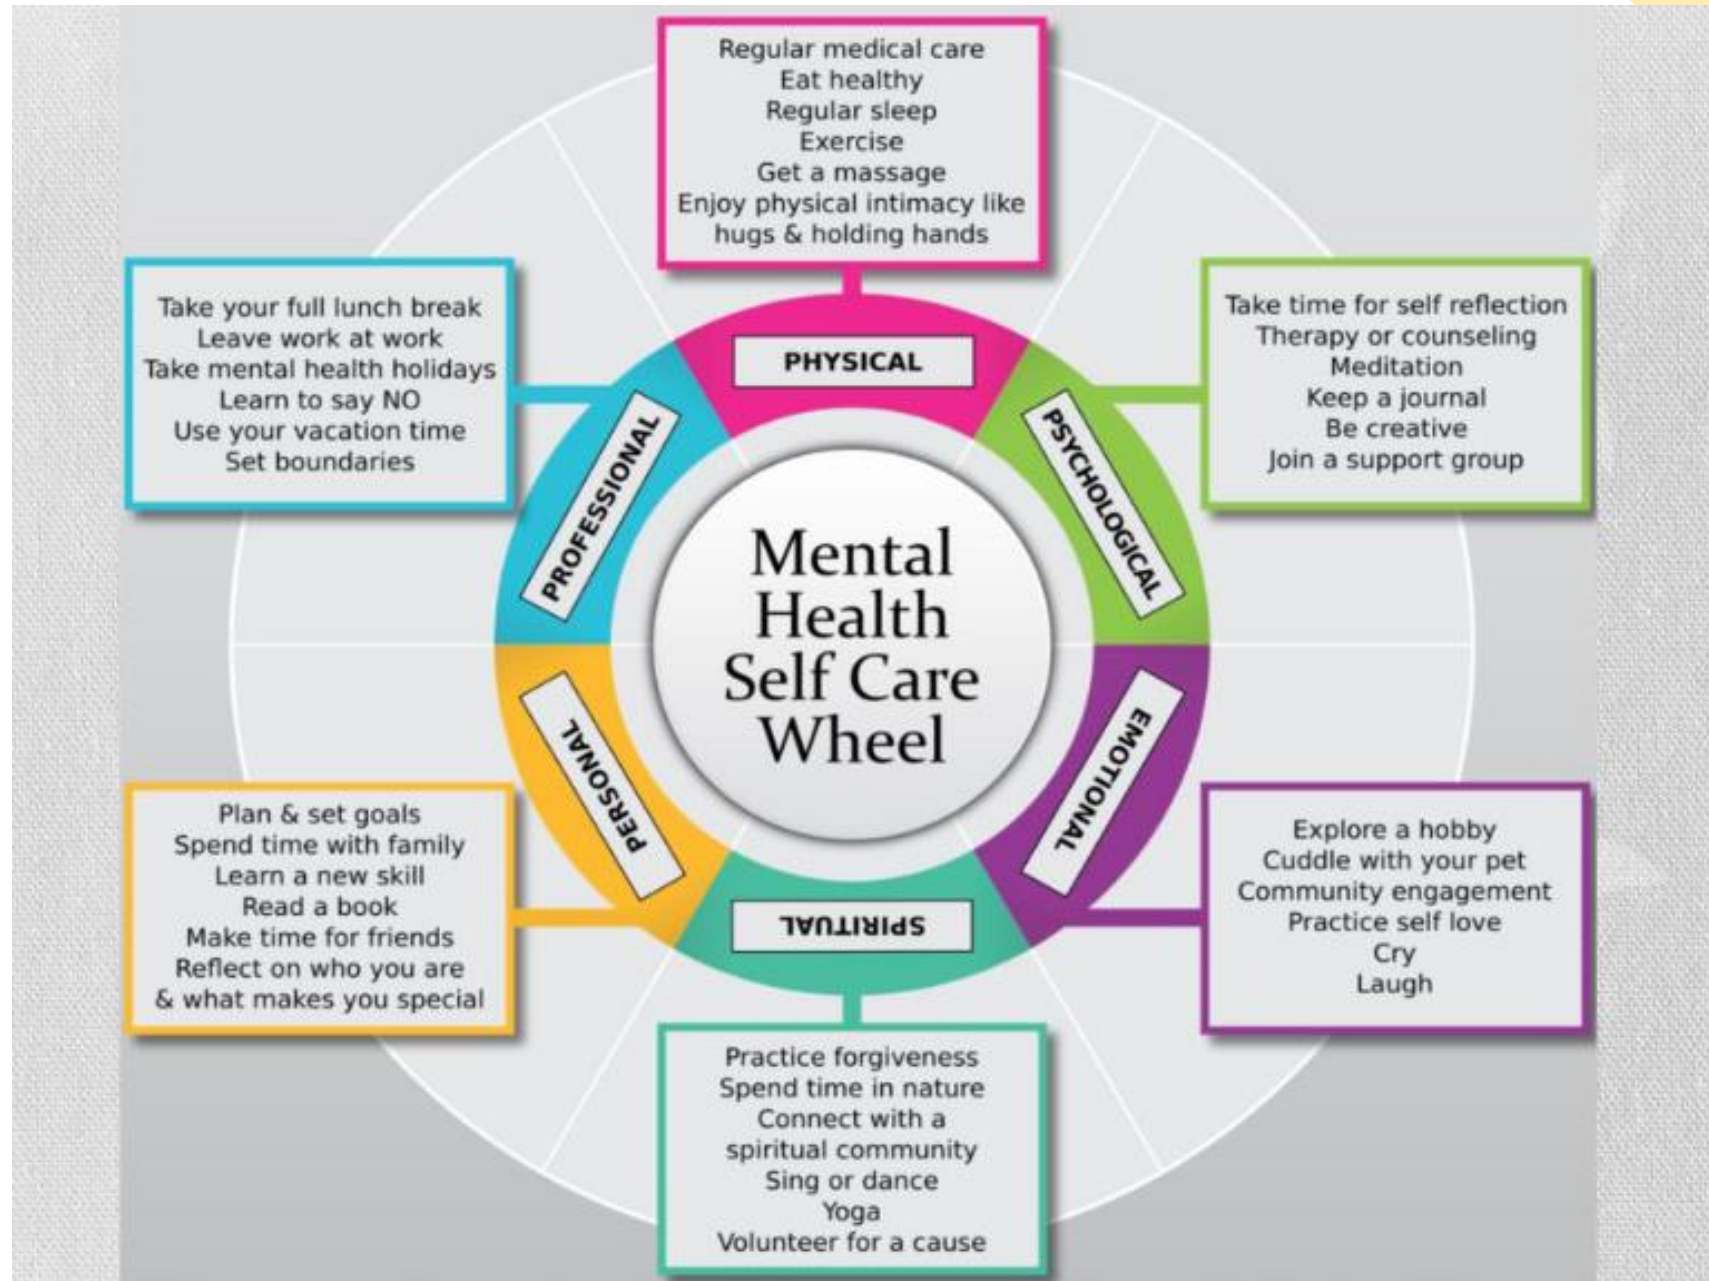 Regular medical care
Eat healthy
Regular sleep
Exercise
Get a massage
Enjoy physical intimacy like
hugs & holding hands
PHYSICAL
Take time for self reflection
Therapy or counseling
Meditation
Keep a journal
Be creative
Join a support group
PSYCHOLOGICAL
Explore a hobby
Cuddle with your pet
Community engagement
Practice self love
Cry
Laugh
EMOTIONAL
Practice forgiveness
Spend time in nature
Connect with a
spiritual community
Sing or dance
Yoga
Volunteer for a cause
SPIRITUAL
Plan & set goals
Spend time with family
Learn a new skill
Read a book
Make time for friends
Reflect on who you are
& what makes you special
PERSONAL
Take your full lunch break
Leave work at work
Take mental health holidays
Learn to say NO
Use your vacation time
Set boundaries
PROFESSIONAL
Mental
Health
Self Care
Wheel